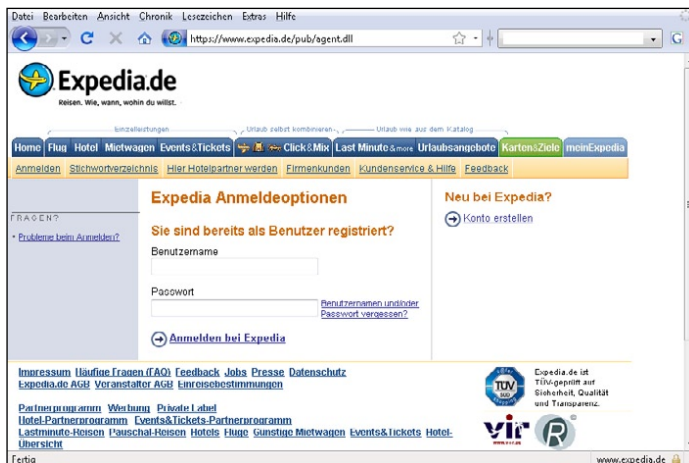 Datei Bearbeiten Ansicht Chronik Lesezeichen Extras Hilfe
https://www.expedia.de/pub/agent.dll
Expedia.de
Reisen. Wie, wann, wohin du willst.
Einzelleistungen Urlaub selbst kombinieren Urlaub wie aus dem Katalog
Home Flug Hotel Mietwagen Events&Tickets Click&Mix Last Minute & more Urlaubsangebote Karten&Ziele meinExpedia
Anmelden Stichwortverzeichnis Hier Hotelpartner werden Firmenkunden Kundenservice & Hilfe Feedback
FRAGEN?
• Probleme beim Anmelden?
Expedia Anmeldeoptionen
Sie sind bereits als Benutzer registriert?
Benutzername
Passwort
Benutzernamen und/oder
Passwort vergessen?
Anmelden bei Expedia
Neu bei Expedia?
Konto erstellen
Impressum Häufige Fragen (FAQ) Feedback Jobs Presse Datenschutz
Expedia.de AGB Veranstalter AGB Einreisebestimmungen
Partnerprogramm Werbung Private Label
Hotel-Partnerprogramm Events&Tickets-Partnerprogramm
Lastminute-Reisen Pauschal-Reisen Hotels Flüge Günstige Mietwagen Events&Tickets Hotel-
Übersicht
TÜV
Expedia.de ist
TÜV-geprüft auf
Sicherheit, Qualität
und Transparenz.
vir
R
Fertig
www.expedia.de